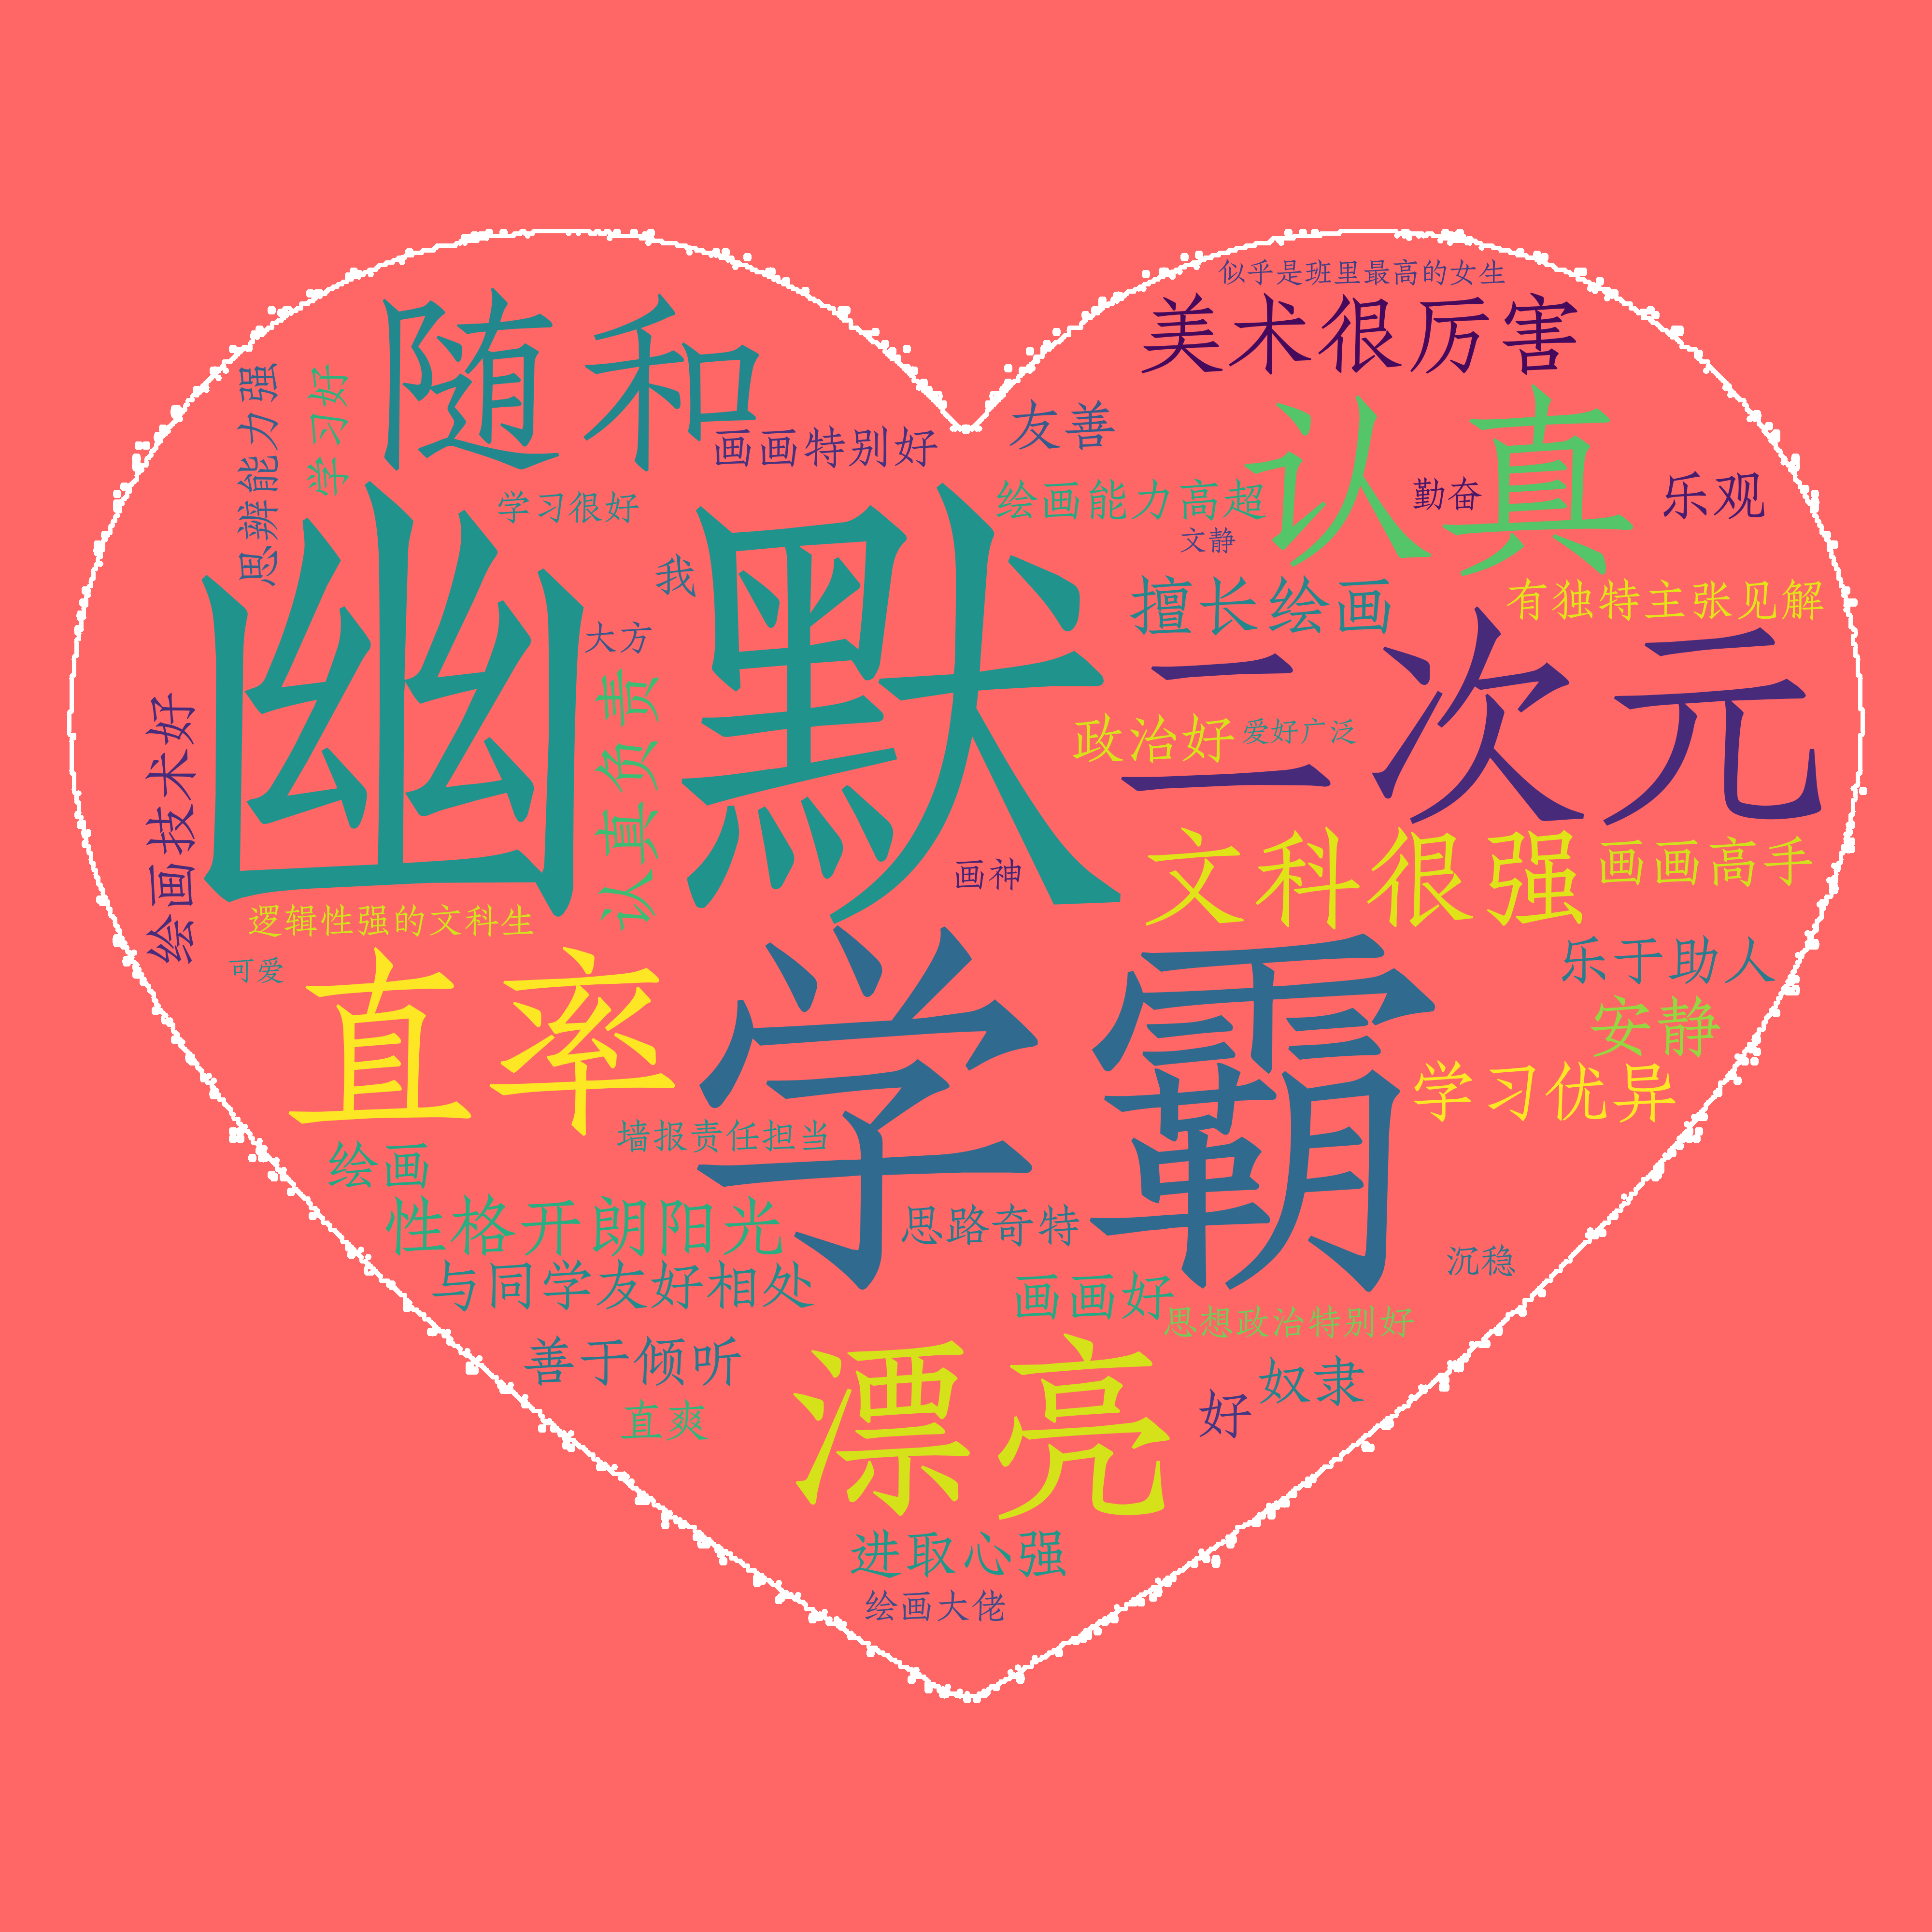 似乎是班里最高的女生
美术很厉害
随和
友善
画画特别好
学习好
思辨能力强
学习很好
绘画能力高超
认真
勤奋
乐观
文静
我
擅长绘画
有独特主张见解
大方
幽默
二次元
政治好
爱好广泛
认真负责
绘画技术好
画神
文科很强
画画高手
逻辑性强的文科生
可爱
乐于助人
直率
学霸
安静
学习优异
墙报责任担当
绘画
性格开朗阳光
思路奇特
沉稳
与同学友好相处
画画好
思想政治特别好
善于倾听
漂亮
奴隶
好
直爽
进取心强
绘画大佬